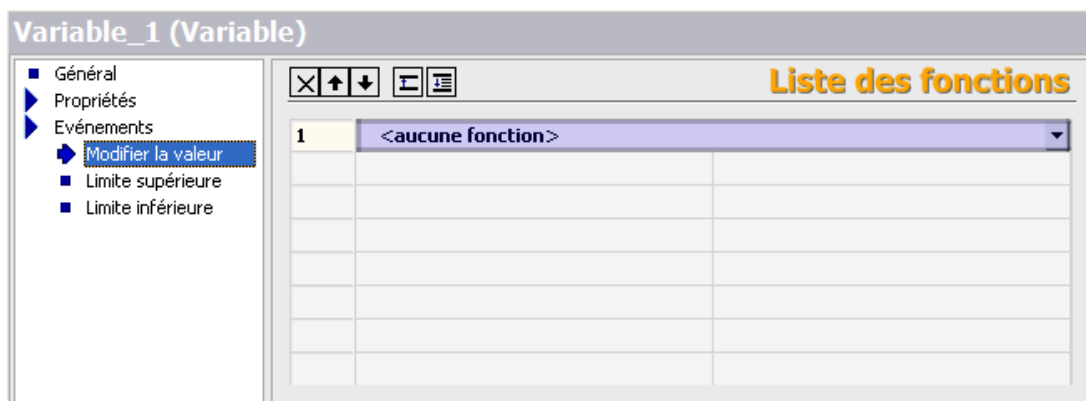 Variable_1 (Variable)
Général
Propriétés
Evénements
Modifier la valeur
Limite supérieure
Limite inférieure
Liste des fonctions
1 <aucune fonction>